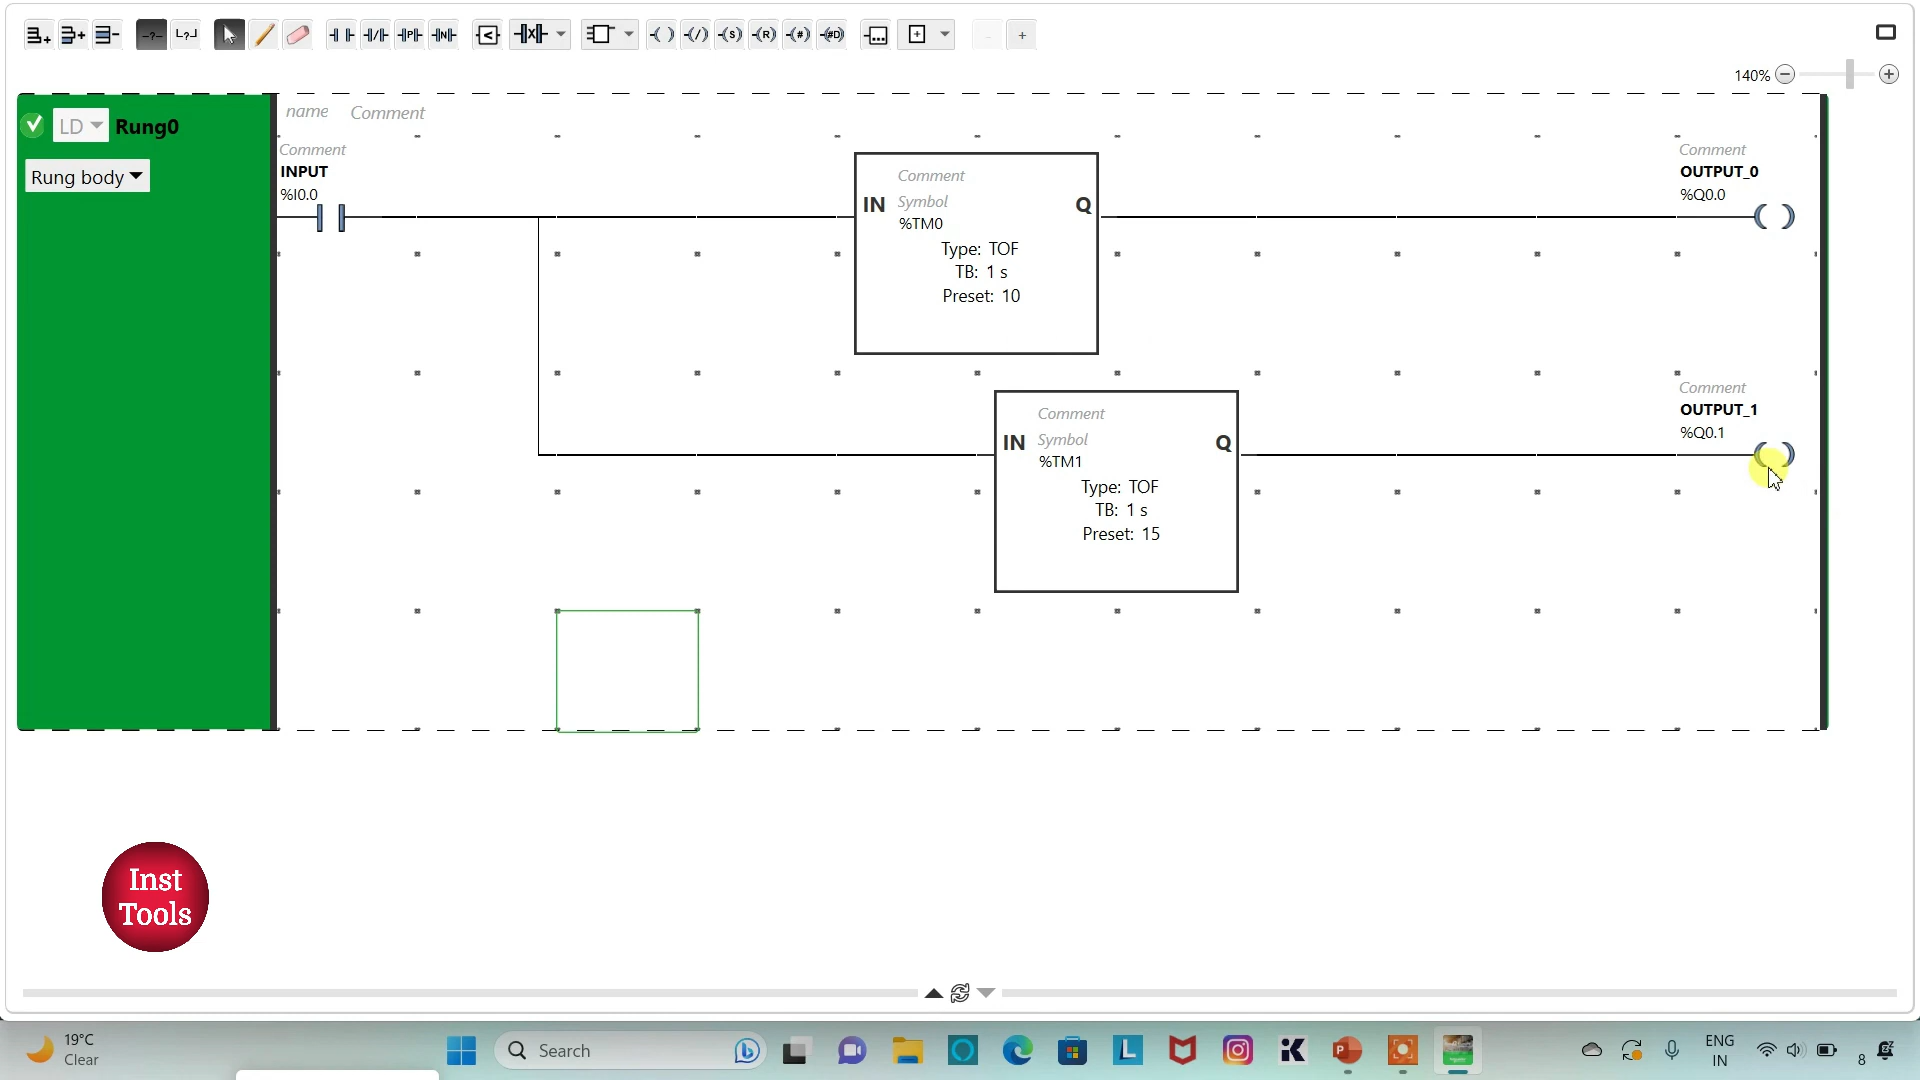 140%
LD Rung0
Rung body
name Comment
Comment
INPUT
%I0.0
Comment
Symbol
IN Q
%TM0
Type: TOF
TB: 1 s
Preset: 10
Comment
OUTPUT_0
%Q0.0
Comment
Symbol
IN Q
%TM1
Type: TOF
TB: 1 s
Preset: 15
Comment
OUTPUT_1
%Q0.1
Inst
Tools
19°C
Clear
Search
ENG
IN
8